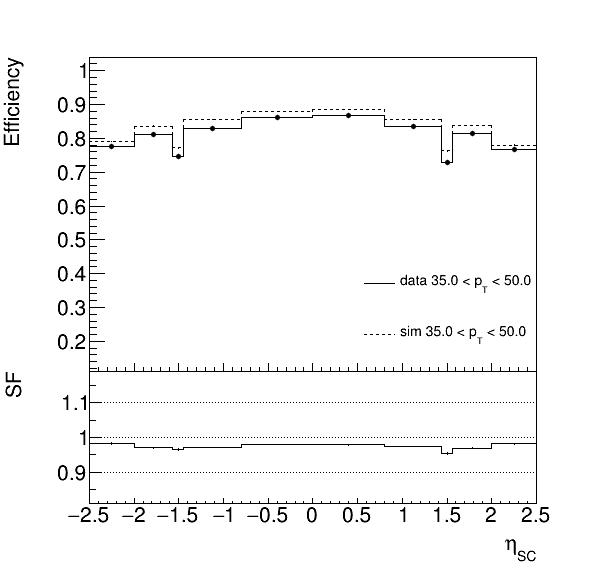 Efficiency
1
0.9
0.8
0.7
0.6
0.5
0.4
0.3
0.2
data 35.0 < p_T < 50.0
sim 35.0 < p_T < 50.0
SF
1.1
1
0.9
−2.5 −2 −1.5 −1 −0.5 0 0.5 1 1.5 2 2.5
η_SC